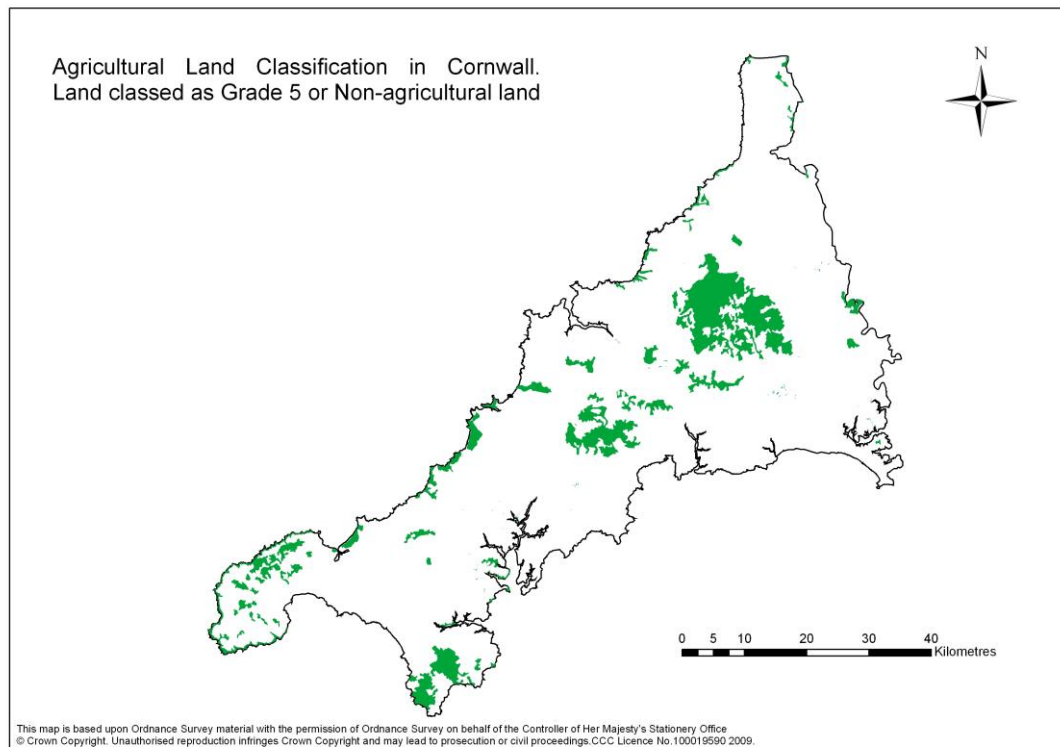 Agricultural Land Classification in Cornwall.
Land classed as Grade 5 or Non-agricultural land
N
0 5 10 20 30 40
Kilometres
This map is based upon Ordnance Survey material with the permission of Ordnance Survey on behalf of the Controller of Her Majesty's Stationery Office
© Crown Copyright. Unauthorised reproduction infringes Crown Copyright and may lead to prosecution or civil proceedings.CCC Licence No.100019590 2009.